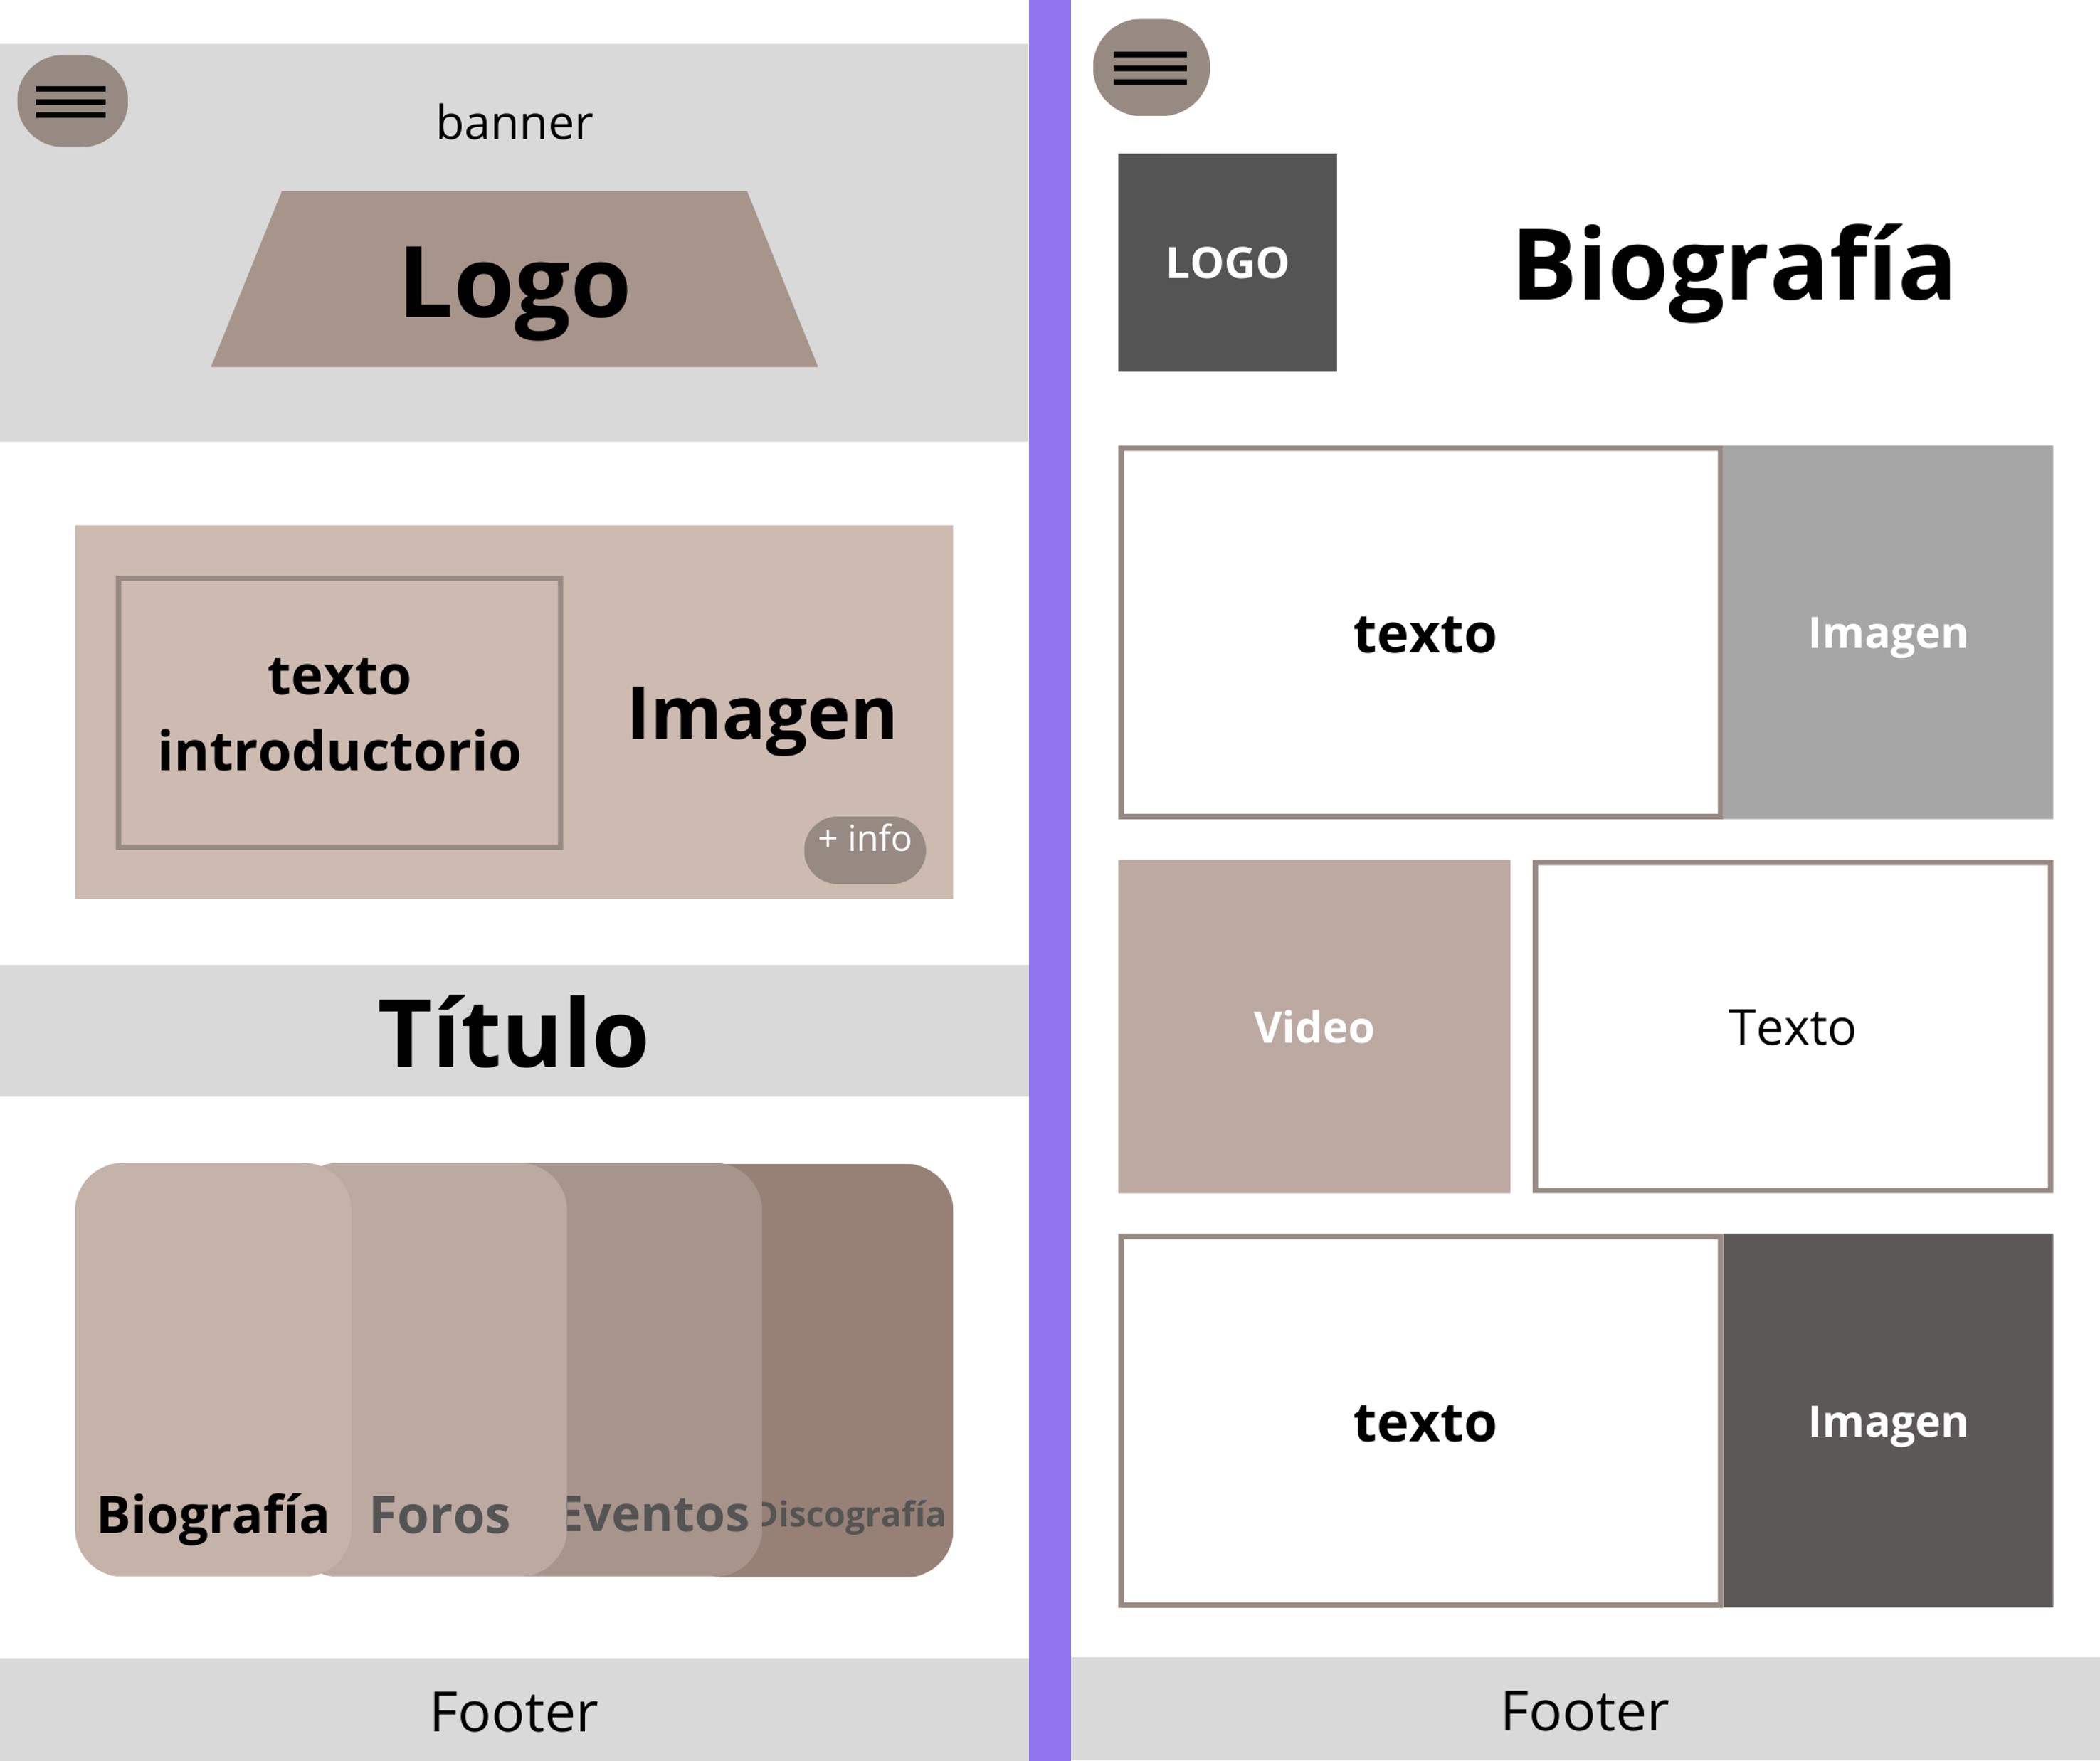 banner
Logo
texto
introductorio
Imagen
+ info
Título
Biografía
Foros
Eventos
Discografía
Footer
LOGO
Biografía
texto
Imagen
Video
Texto
texto
Imagen
Footer